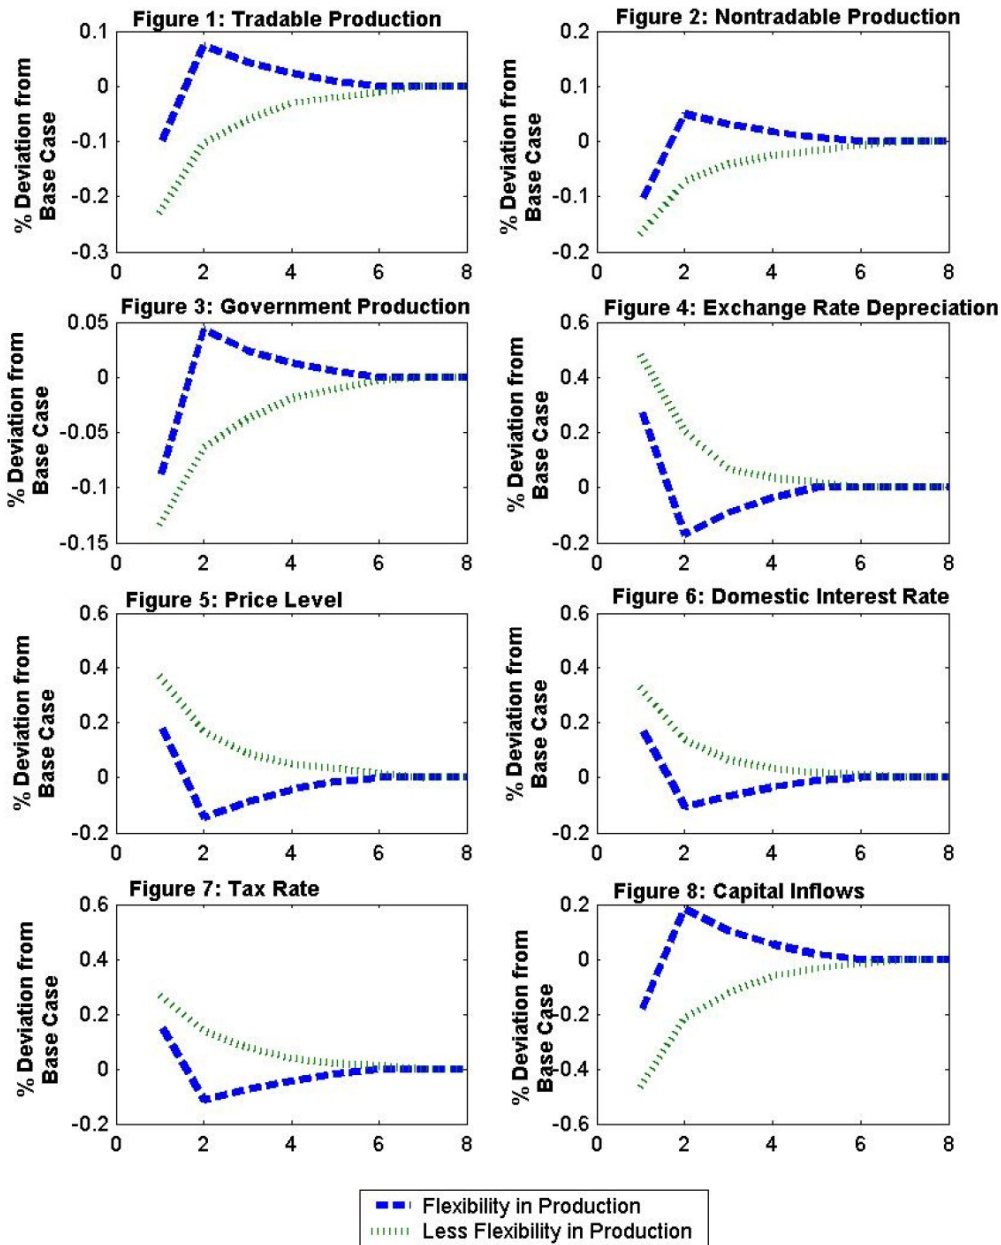 Figure 1: Tradable Production
% Deviation from
Base Case
0.1
0
-0.1
-0.2
-0.3
0 2 4 6 8
Figure 2: Nontradable Production
% Deviation from
Base Case
0.2
0.1
0
-0.1
-0.2
0 2 4 6 8
Figure 3: Government Production
% Deviation from
Base Case
0.05
0
-0.05
-0.1
-0.15
0 2 4 6 8
Figure 4: Exchange Rate Depreciation
% Deviation from
Base Case
0.6
0.4
0.2
0
-0.2
0 2 4 6 8
Figure 5: Price Level
% Deviation from
Base Case
0.6
0.4
0.2
0
-0.2
0 2 4 6 8
Figure 6: Domestic Interest Rate
% Deviation from
Base Case
0.6
0.4
0.2
0
-0.2
0 2 4 6 8
Figure 7: Tax Rate
% Deviation from
Base Case
0.6
0.4
0.2
0
-0.2
0 2 4 6 8
Figure 8: Capital Inflows
% Deviation from
Base Case
0.2
0
-0.2
-0.4
-0.6
0 2 4 6 8
Flexibility in Production
Less Flexibility in Production